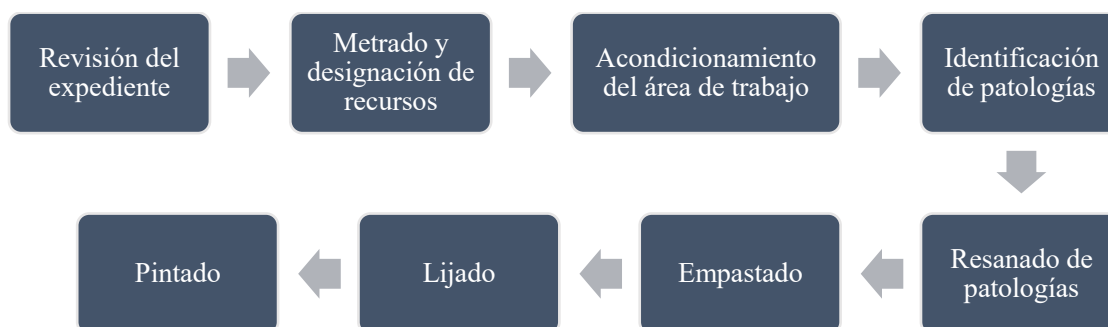 Revisión del
expediente
Metrado y
designación de
recursos
Acondicionamiento
del área de trabajo
Identificación
de patologías
Resanado de
patologías
Empastado
Lijado
Pintado